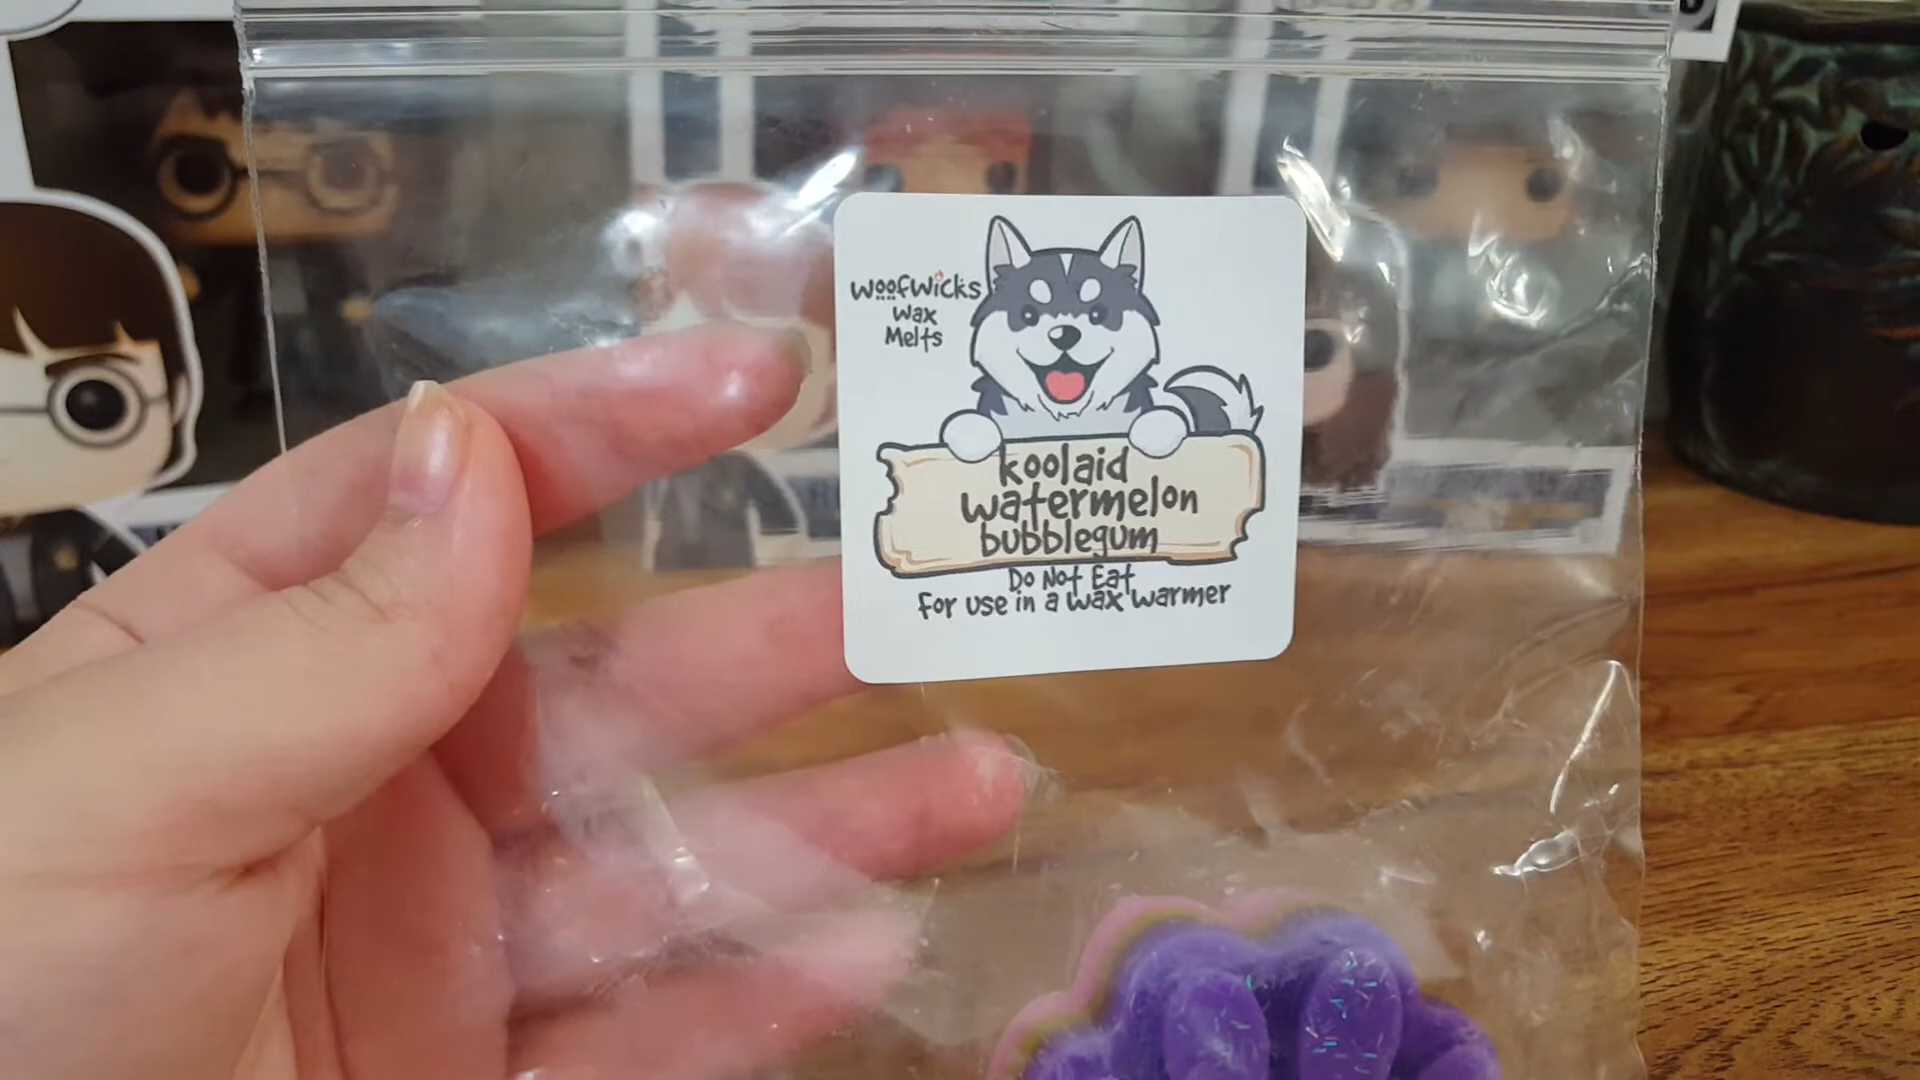 woofwicks
wax
Melts
koolaid
watermelon
bubblegum
Do Not Eat
For use in a wax warmer